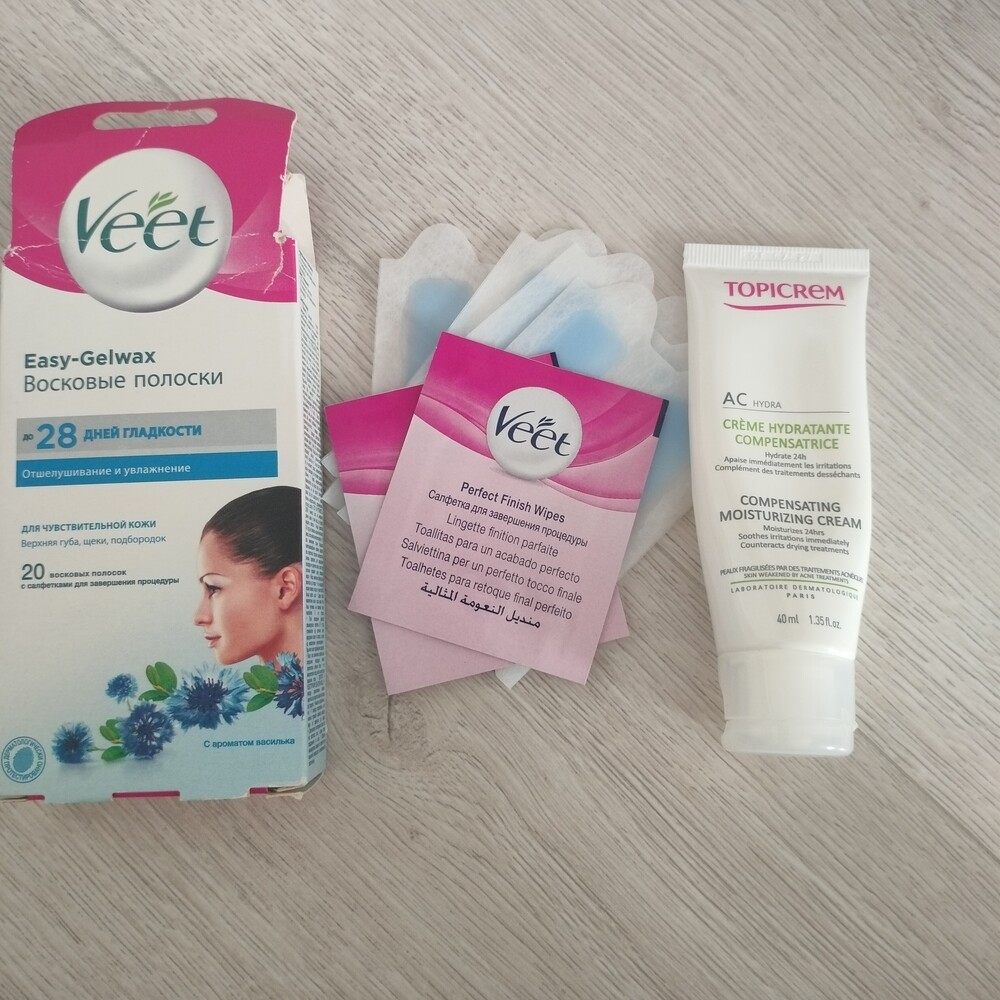 Veet
Easy-Gelwax
Восковые полоски
до 28 ДНЕЙ ГЛАДКОСТИ
Отшелушивание и увлажнение
ДЛЯ ЧУВСТВИТЕЛЬНОЙ КОЖИ
Верхняя губа, щеки, подбородок
20 восковых полосок
с салфетками для завершения процедуры
С ароматом василька
ДЕРМАТОЛОГИЧЕСКИ ПРОТЕСТИРОВАНО
Veet
Perfect Finish Wipes
Салфетка для завершения процедуры
Lingette finition parfaite
Toallitas para un acabado perfecto
Salviettina per un perfetto tocco finale
Toalhetes para retoque final perfeito
منديل النعومة المثالية
TOPICREM
AC HYDRA
CRÈME HYDRATANTE
COMPENSATRICE
Hydrate 24h
Apaise immédiatement les irritations
Complément des traitements desséchants
COMPENSATING
MOISTURIZING CREAM
Moisturizes 24hrs
Soothes irritations immediately
Counteracts drying treatments
PEAUX FRAGILISÉES PAR DES TRAITEMENTS ACNÉIQUES
SKIN WEAKENED BY ACNE TREATMENTS
LABORATOIRE DERMATOLOGIQUE
PARIS
40 ml 1.35 fl.oz.